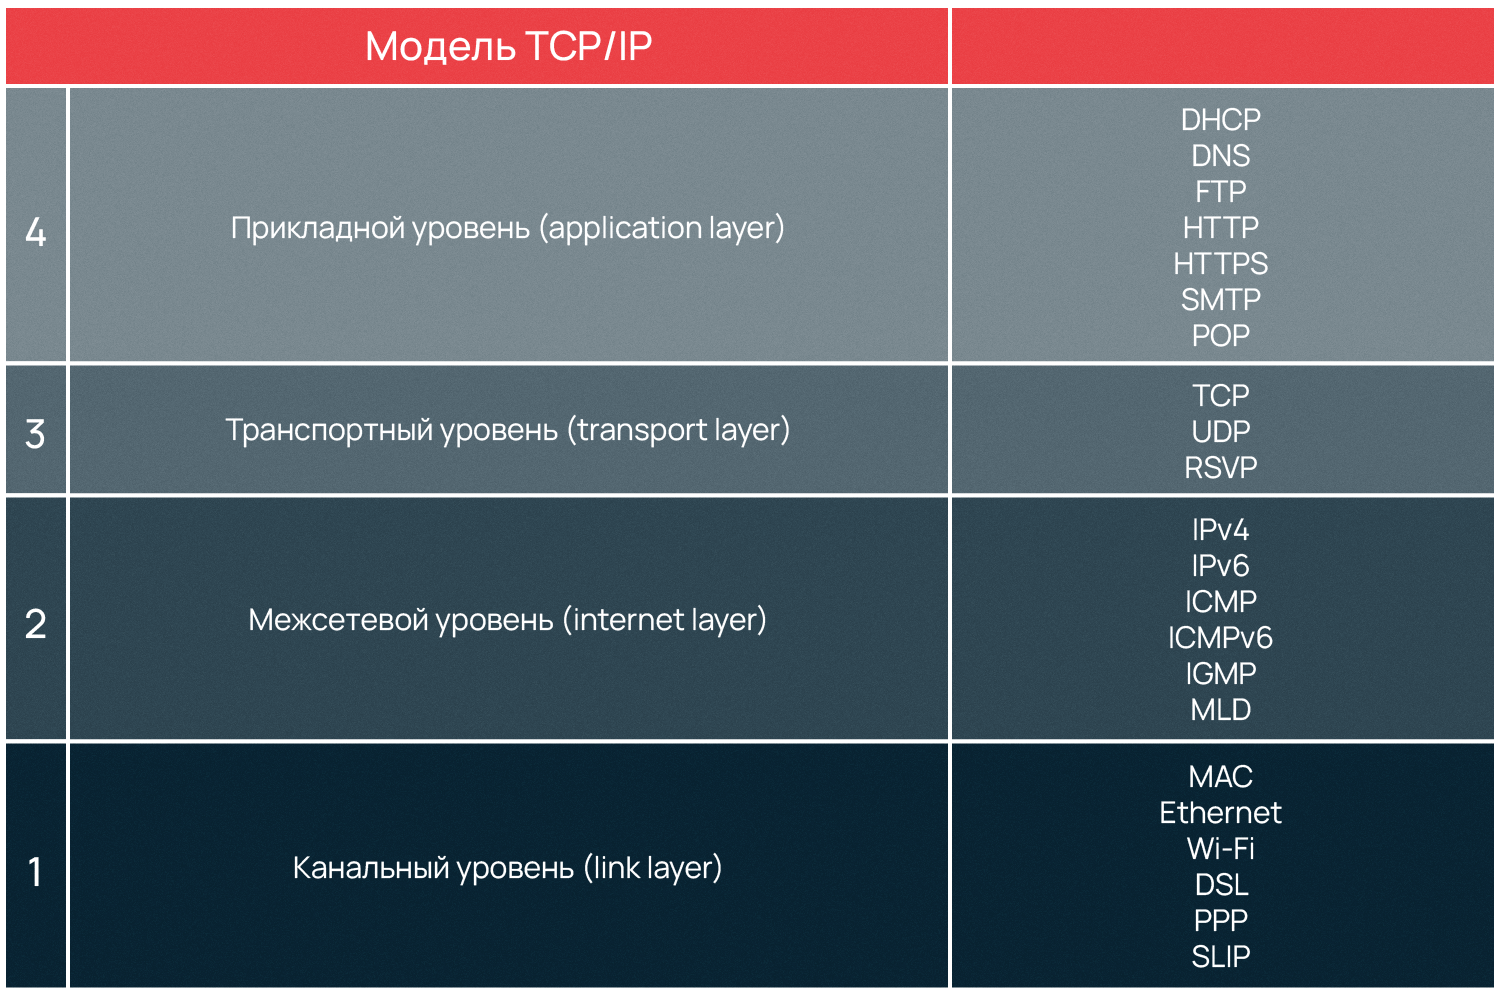 Модель TCP/IP
4
Прикладной уровень (application layer)
DHCP
DNS
FTP
HTTP
HTTPS
SMTP
POP
3
Транспортный уровень (transport layer)
TCP
UDP
RSVP
2
Межсетевой уровень (internet layer)
IPv4
IPv6
ICMP
ICMPv6
IGMP
MLD
1
Канальный уровень (link layer)
MAC
Ethernet
Wi-Fi
DSL
PPP
SLIP